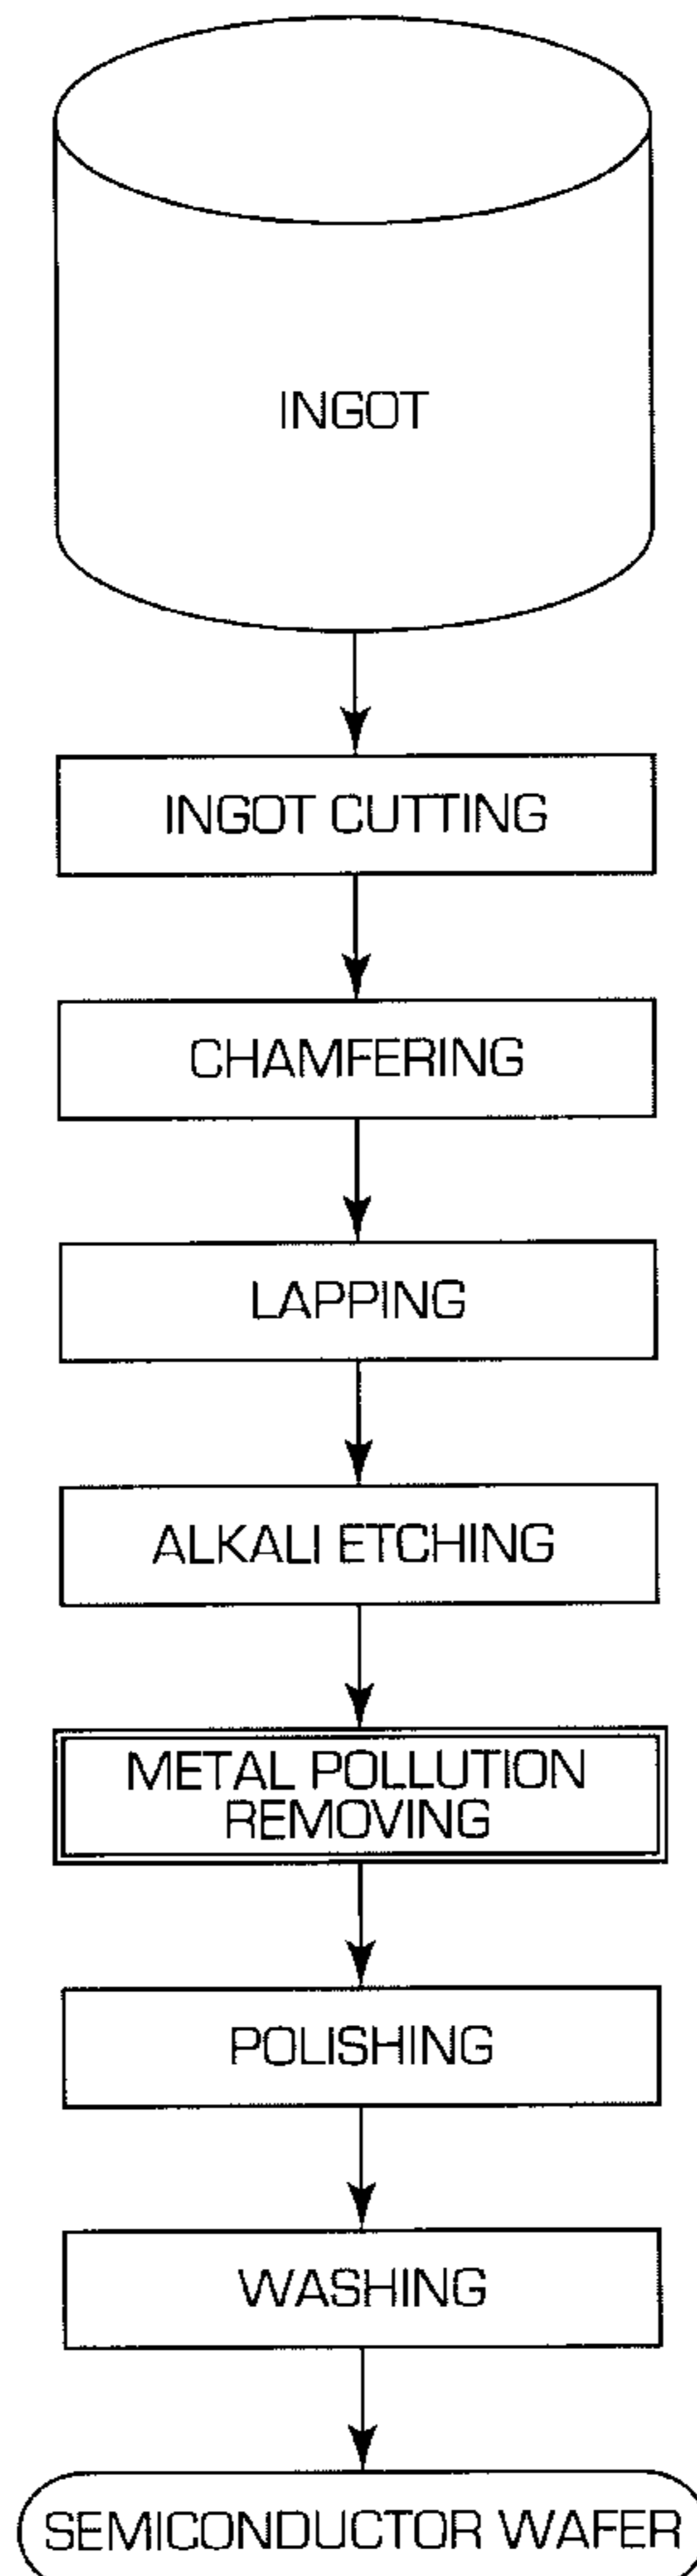 INGOT
INGOT CUTTING
CHAMFERING
LAPPING
ALKALI ETCHING
METAL POLLUTION
REMOVING
POLISHING
WASHING
SEMICONDUCTOR WAFER